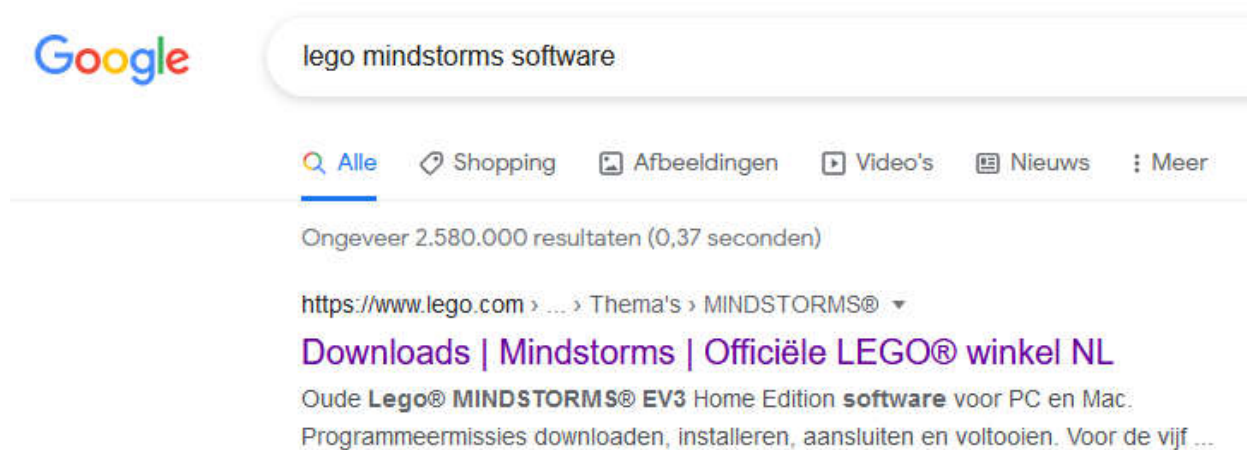 Google
lego mindstorms software
Alle Shopping Afbeeldingen Video's Nieuws Meer
Ongeveer 2.580.000 resultaten (0,37 seconden)
https://www.lego.com › ... › Thema's › MINDSTORMS®
Downloads | Mindstorms | Officiële LEGO® winkel NL
Oude Lego® MINDSTORMS® EV3 Home Edition software voor PC en Mac.
Programmeermissies downloaden, installeren, aansluiten en voltooien. Voor de vijf ...